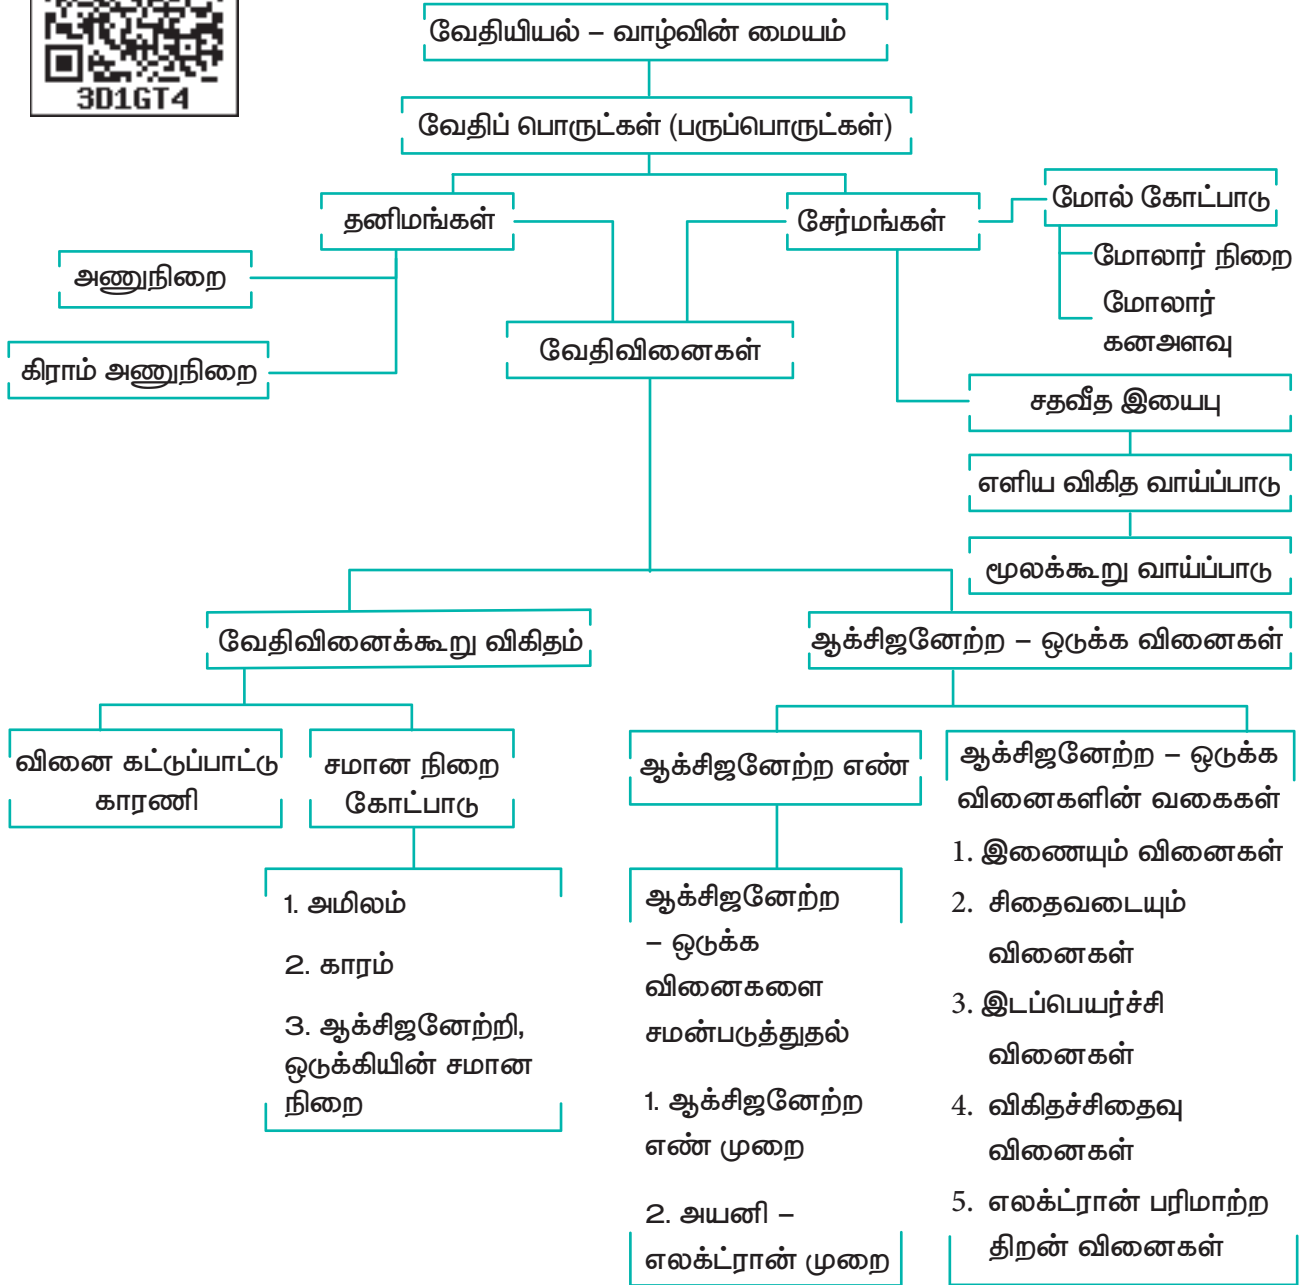 3D1GT4
வேதியியல் – வாழ்வின் மையம்
வேதிப் பொருட்கள் (பருப்பொருட்கள்)
தனிமங்கள்
சேர்மங்கள்
மோல் கோட்பாடு
மோலார் நிறை
மோலார்
கனஅளவு
அணுநிறை
கிராம் அணுநிறை
வேதிவினைகள்
சதவீத இயைபு
எளிய விகித வாய்ப்பாடு
மூலக்கூறு வாய்ப்பாடு
வேதிவினைக்கூறு விகிதம்
ஆக்சிஜனேற்ற – ஒடுக்க வினைகள்
வினை கட்டுப்பாட்டு
காரணி
சமான நிறை
கோட்பாடு
1. அமிலம்
2. காரம்
3. ஆக்சிஜனேற்றி,
ஒடுக்கியின் சமான
நிறை
ஆக்சிஜனேற்ற எண்
ஆக்சிஜனேற்ற
– ஒடுக்க
வினைகளை
சமன்படுத்துதல்
1. ஆக்சிஜனேற்ற
எண் முறை
2. அயனி –
எலக்ட்ரான் முறை
ஆக்சிஜனேற்ற – ஒடுக்க
வினைகளின் வகைகள்
1. இணையும் வினைகள்
2. சிதைவடையும்
வினைகள்
3. இடப்பெயர்ச்சி
வினைகள்
4. விகிதச்சிதைவு
வினைகள்
5. எலக்ட்ரான் பரிமாற்ற
திறன் வினைகள்